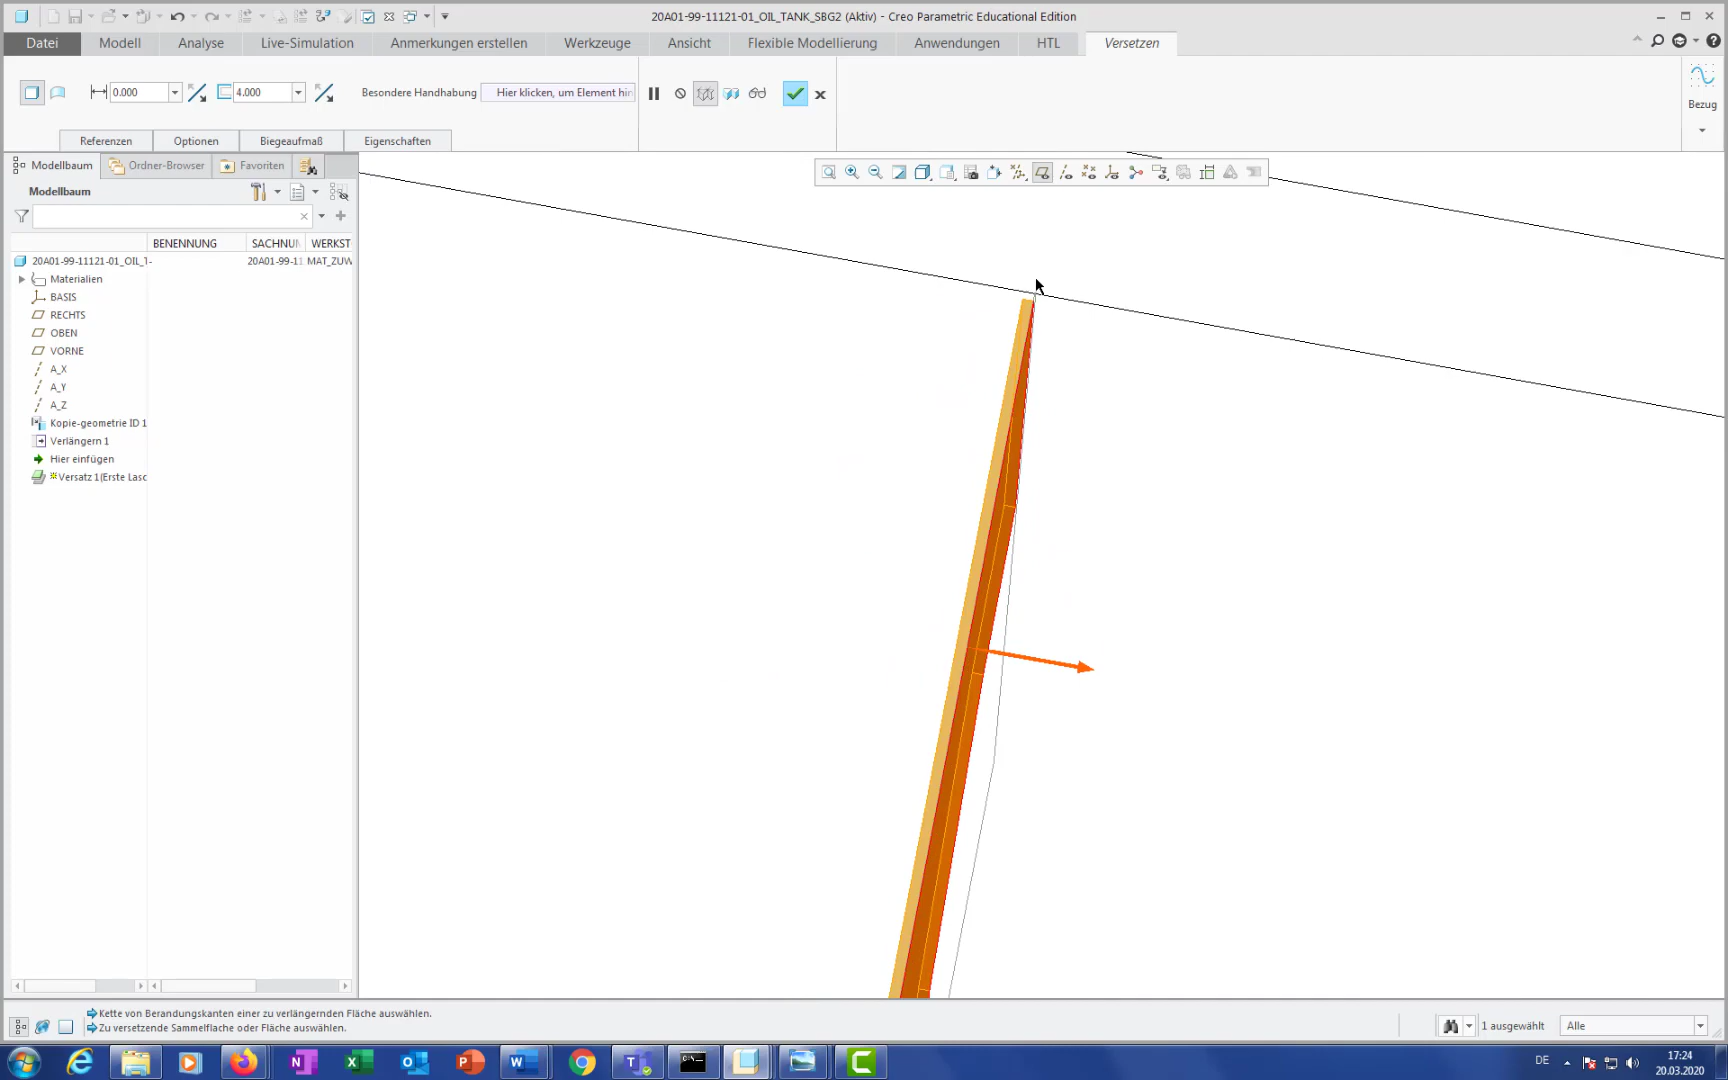 20A01-99-11121-01_OIL_TANK_SBG2 (Aktiv) - Creo Parametric Educational Edition
Datei Modell Analyse Live-Simulation Anmerkungen erstellen Werkzeuge Ansicht Flexible Modellierung Anwendungen HTL Versetzen
0.000 4.000 Besondere Handhabung Hier klicken, um Element hin
Bezug
Referenzen Optionen Biegeaufmaß Eigenschaften
Modellbaum Ordner-Browser Favoriten
Modellbaum
BENENNUNG SACHNU WERKST
20A01-99-11121-01_OIL_T- 20A01-99-11 MAT_ZUW
Materialien
BASIS
RECHTS
OBEN
VORNE
A_X
A_Y
A_Z
Kopie-geometrie ID 1
Verlängern 1
Hier einfügen
Versatz 1(Erste Lasc
Kette von Berandungskanten einer zu verlängernden Fläche auswählen.
Zu versetzende Sammelfläche oder Fläche auswählen.
1 ausgewählt Alle
DE 17:24
20.03.2020